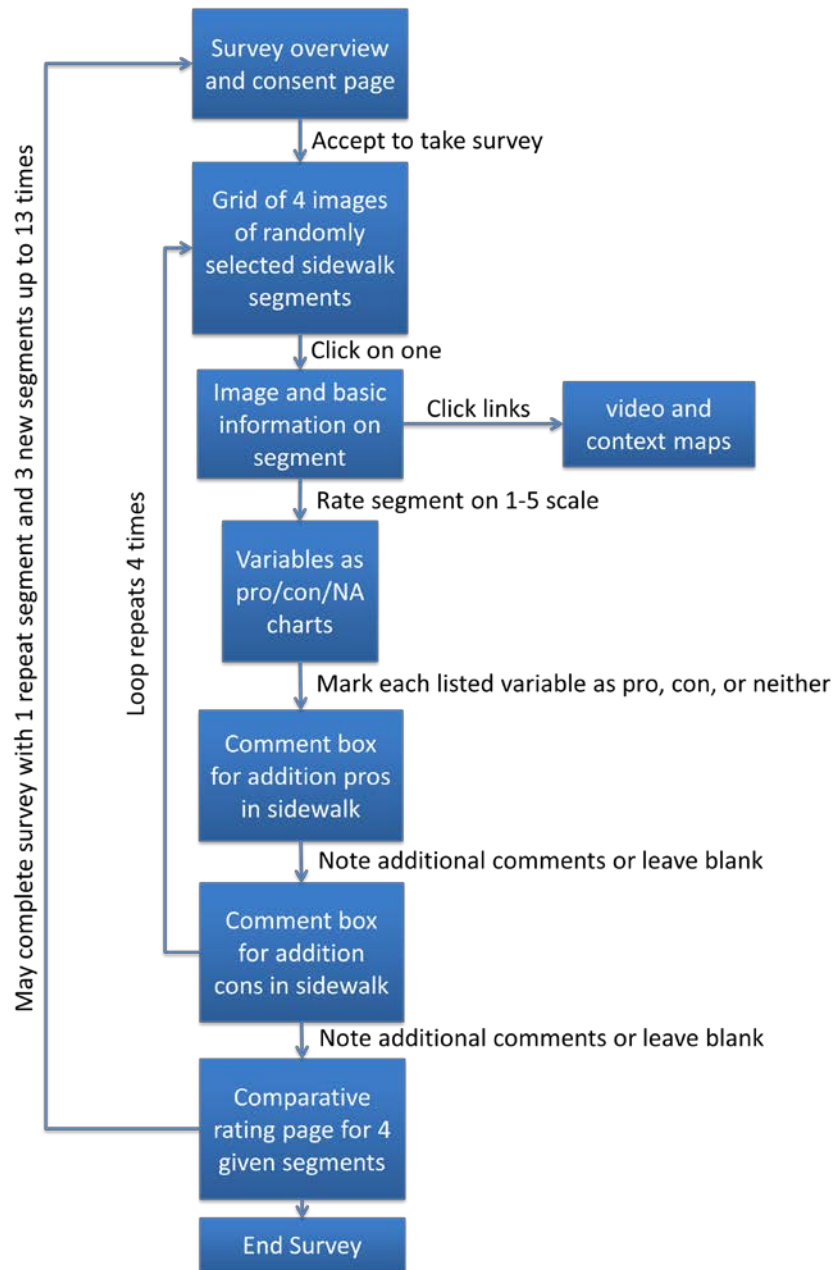 Survey overview
and consent page
Accept to take survey
Grid of 4 images
of randomly
selected sidewalk
segments
Click on one
Image and basic
information on
segment
Click links
video and
context maps
Rate segment on 1-5 scale
Variables as
pro/con/NA
charts
Mark each listed variable as pro, con, or neither
Comment box
for addition pros
in sidewalk
Note additional comments or leave blank
Comment box
for addition
cons in sidewalk
Note additional comments or leave blank
Comparative
rating page for 4
given segments
End Survey
Loop repeats 4 times
May complete survey with 1 repeat segment and 3 new segments up to 13 times